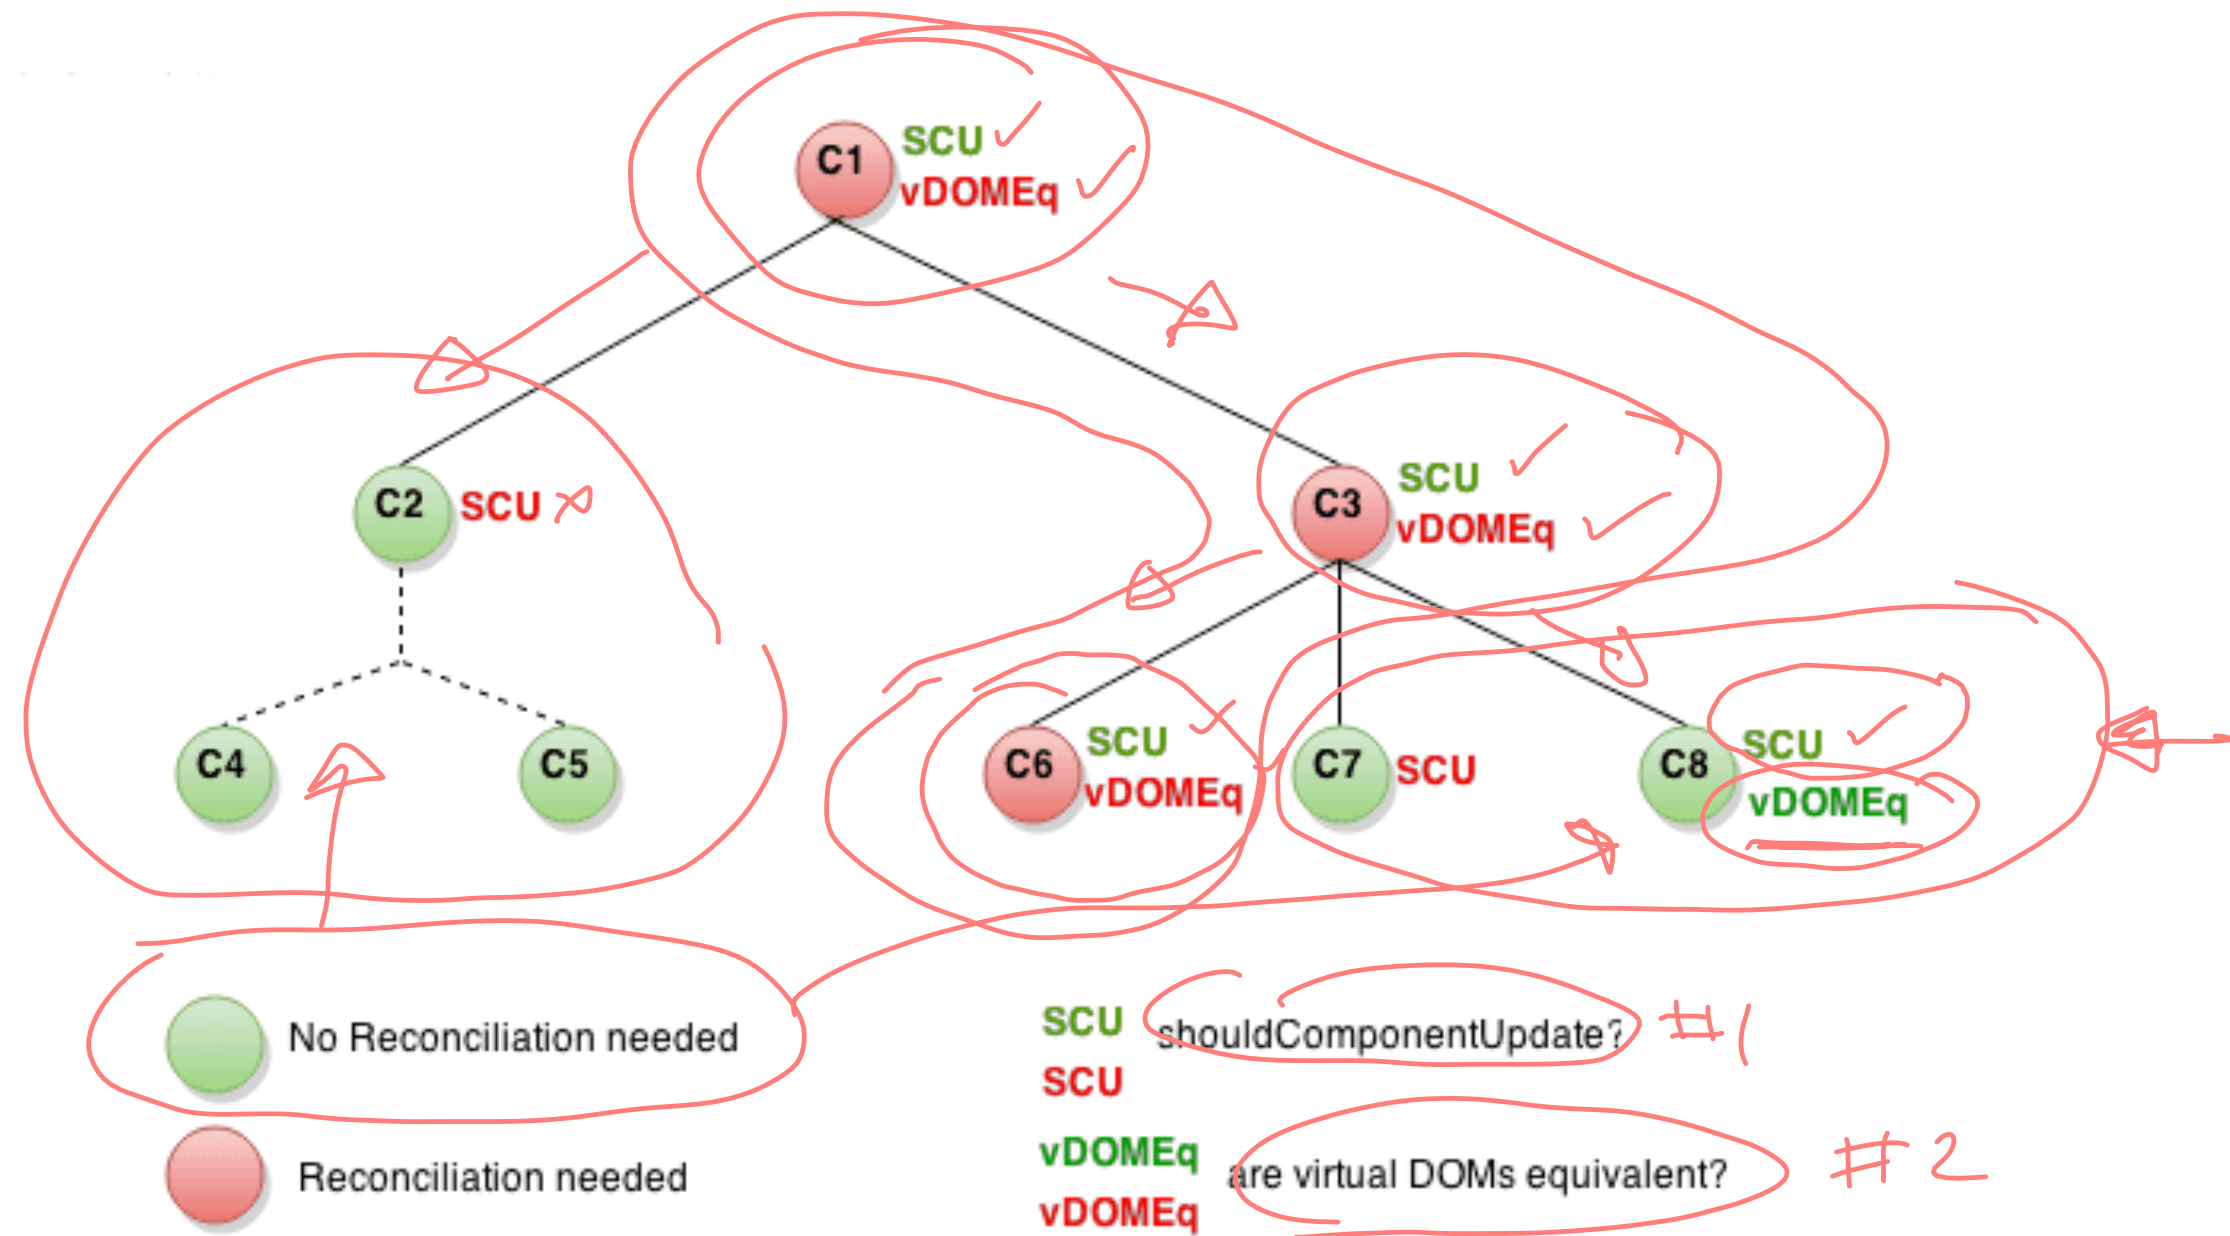 C1 SCU
vDOMEq
C2 SCU
C3 SCU
vDOMEq
C4
C5
C6 SCU
vDOMEq
C7 SCU
C8 SCU
vDOMEq
No Reconciliation needed
Reconciliation needed
SCU shouldComponentUpdate? #1
SCU
vDOMEq are virtual DOMs equivalent? #2
vDOMEq